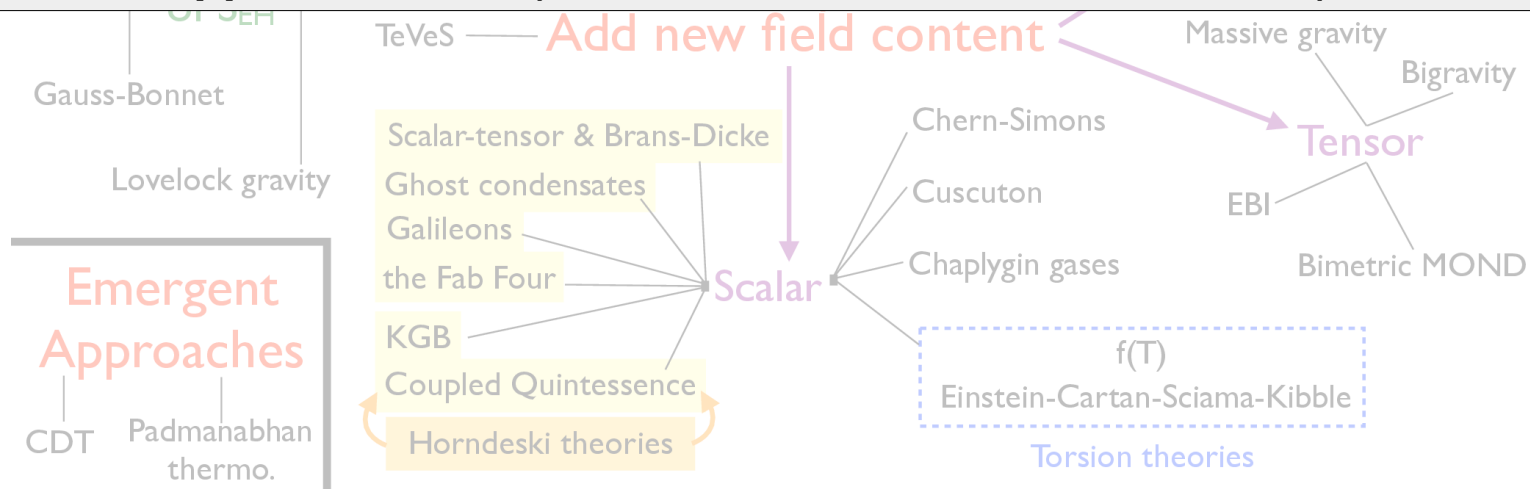 TeVeS
Add new field content
Massive gravity
Bigravity
Gauss-Bonnet
Lovelock gravity
Scalar-tensor & Brans-Dicke
Ghost condensates
Galileons
the Fab Four
KGB
Coupled Quintessence
Horndeski theories
Scalar
Chern-Simons
Cuscuton
Chaplygin gases
f(T)
Einstein-Cartan-Sciama-Kibble
Torsion theories
Tensor
EBI
Bimetric MOND
Emergent
Approaches
CDT
Padmanabhan
thermo.